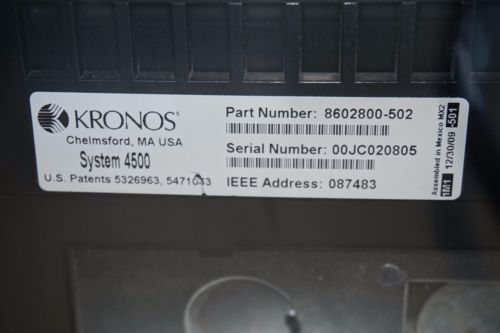 KRONOS
Chelmsford, MA USA
System 4500
U.S. Patents 5326963, 5471043
Part Number: 8602800-502
Serial Number: 00JC020805
IEEE Address: 087483
Assembled in Mexico MX2
12/30/09
-501